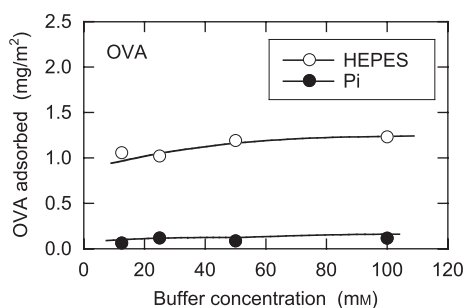 OVA adsorbed (mg/m²)
2.5
2.0
1.5
1.0
0.5
0.0
OVA
HEPES
Pi
0 20 40 60 80 100 120
Buffer concentration (mM)